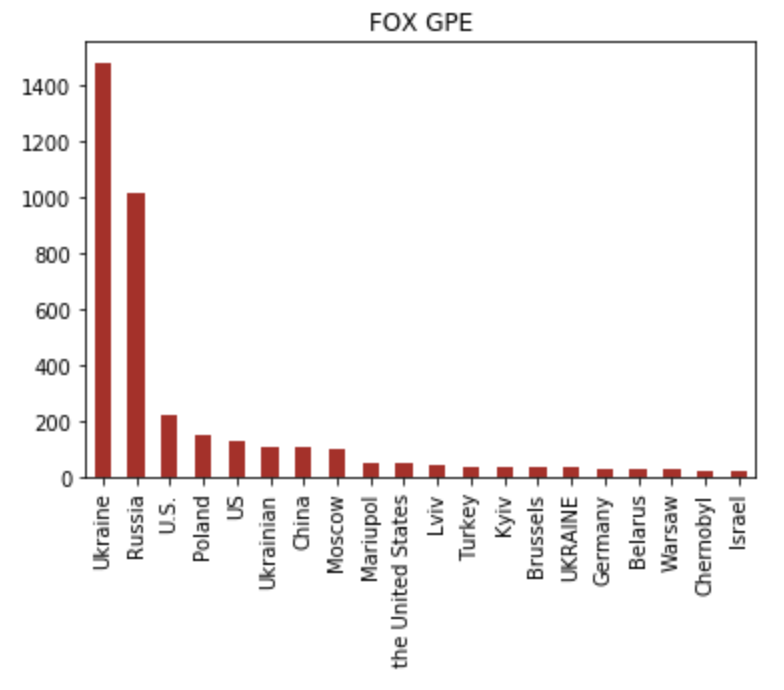 FOX GPE
1400
1200
1000
800
600
400
200
0
Ukraine
Russia
U.S.
Poland
US
Ukrainian
China
Moscow
Mariupol
the United States
Lviv
Turkey
Kyiv
Brussels
UKRAINE
Germany
Belarus
Warsaw
Chernobyl
Israel